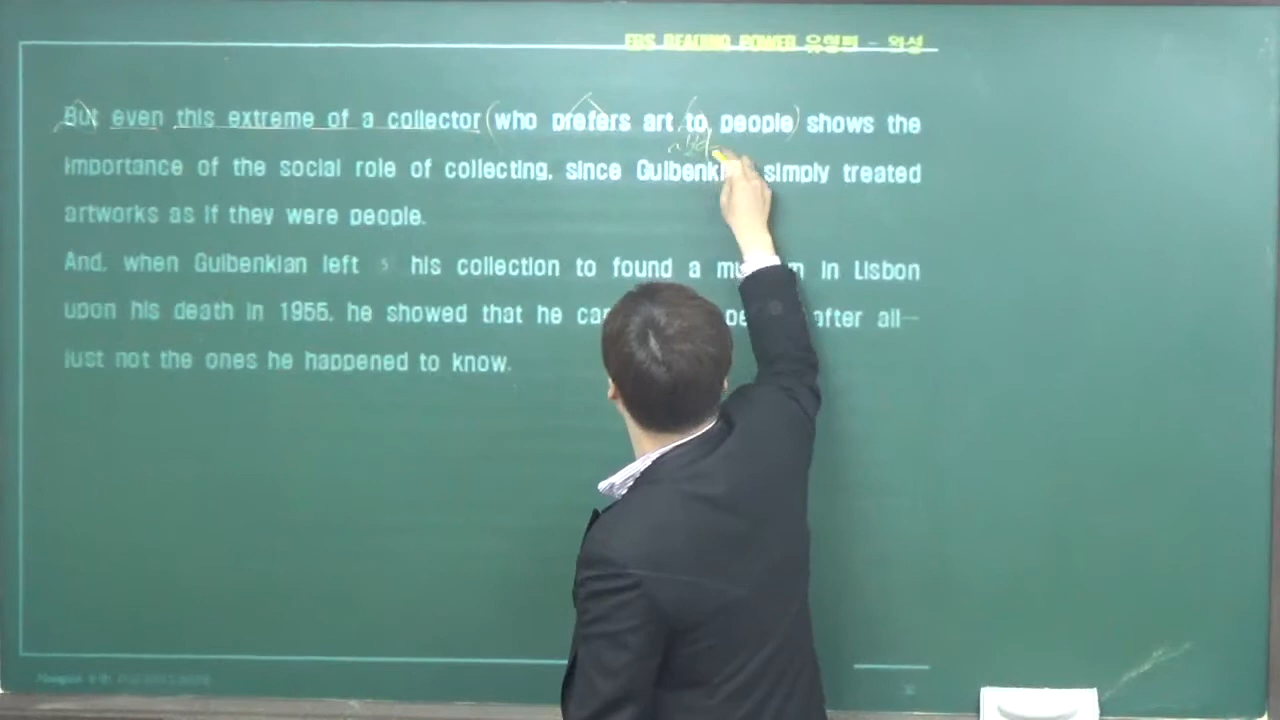 EBS READING POWER 유형편 - 완성
But even this extreme of a collector (who prefers art to people) shows the
importance of the social role of collecting, since Gulbenki simply treated
artworks as if they were people.
And, when Gulbenkian left his collection to found a mu m in Lisbon
upon his death in 1955, he showed that he after all—
just not the ones he happened to know.